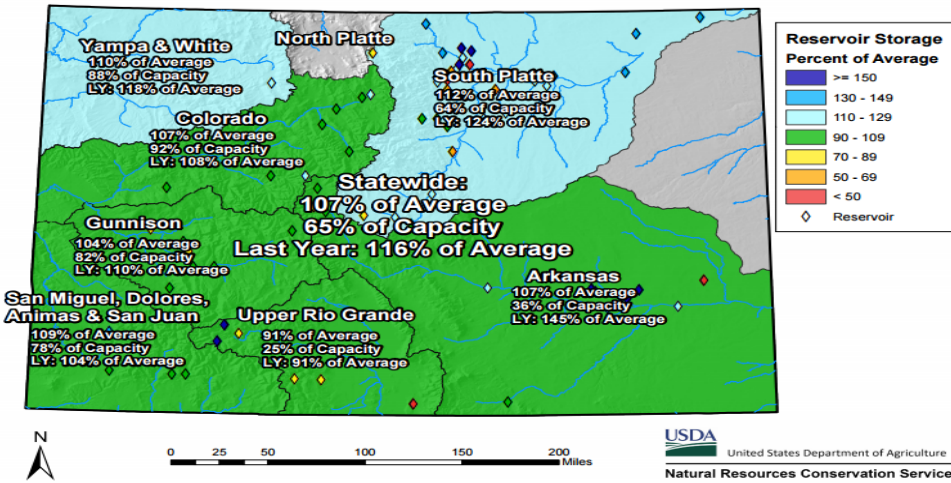 Yampa & White
110% of Average
88% of Capacity
LY: 118% of Average
North Platte
South Platte
112% of Average
64% of Capacity
LY: 124% of Average
Colorado
107% of Average
92% of Capacity
LY: 108% of Average
Statewide:
107% of Average
65% of Capacity
Last Year: 116% of Average
Gunnison
104% of Average
82% of Capacity
LY: 110% of Average
Arkansas
107% of Average
36% of Capacity
LY: 145% of Average
San Miguel, Dolores,
Animas & San Juan
109% of Average
78% of Capacity
LY: 104% of Average
Upper Rio Grande
91% of Average
25% of Capacity
LY: 91% of Average
Reservoir Storage
Percent of Average
>= 150
130 - 149
110 - 129
90 - 109
70 - 89
50 - 69
< 50
Reservoir
N
0 25 50 100 150 200
Miles
USDA
United States Department of Agriculture
Natural Resources Conservation Service